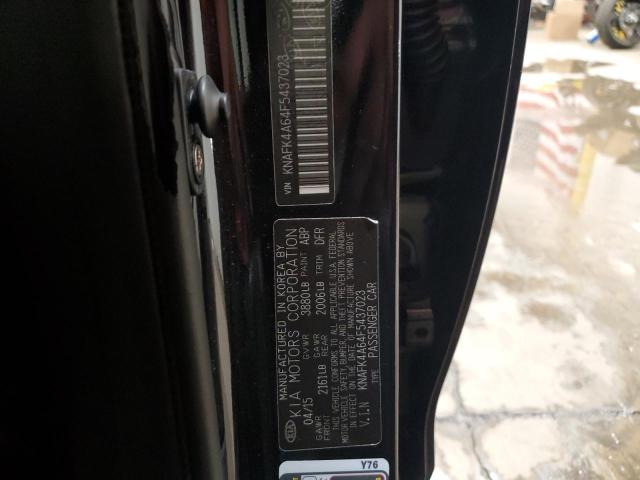 VIN KNAFK4A64F5437023
MANUFACTURED IN KOREA BY
KIA KIA MOTORS CORPORATION
04/15 GVWR 3880LB PAINT ABP
GAWR FRONT 2161LB GAWR REAR 2006LB TRIM DFR
THIS VEHICLE CONFORMS TO ALL APPLICABLE U.S.A. FEDERAL
MOTOR VEHICLE SAFETY, BUMPER, AND THEFT PREVENTION STANDARDS
IN EFFECT ON THE DATE OF MANUFACTURE SHOWN ABOVE
V.I.N KNAFK4A64F5437023
TYPE PASSENGER CAR
Y76